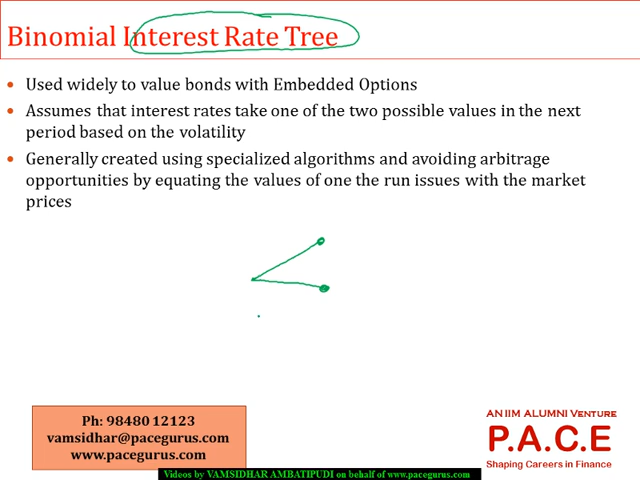 Binomial Interest Rate Tree
• Used widely to value bonds with Embedded Options
• Assumes that interest rates take one of the two possible values in the next
period based on the volatility
• Generally created using specialized algorithms and avoiding arbitrage
opportunities by equating the values of one the run issues with the market
prices
Ph: 98480 12123
vamsidhar@pacegurus.com
www.pacegurus.com
AN IIM ALUMNI VENTURE
P.A.C.E
Shaping Careers in Finance
Videos by VAMSIDHAR AMBATIPUDI on behalf of www.pacegurus.com